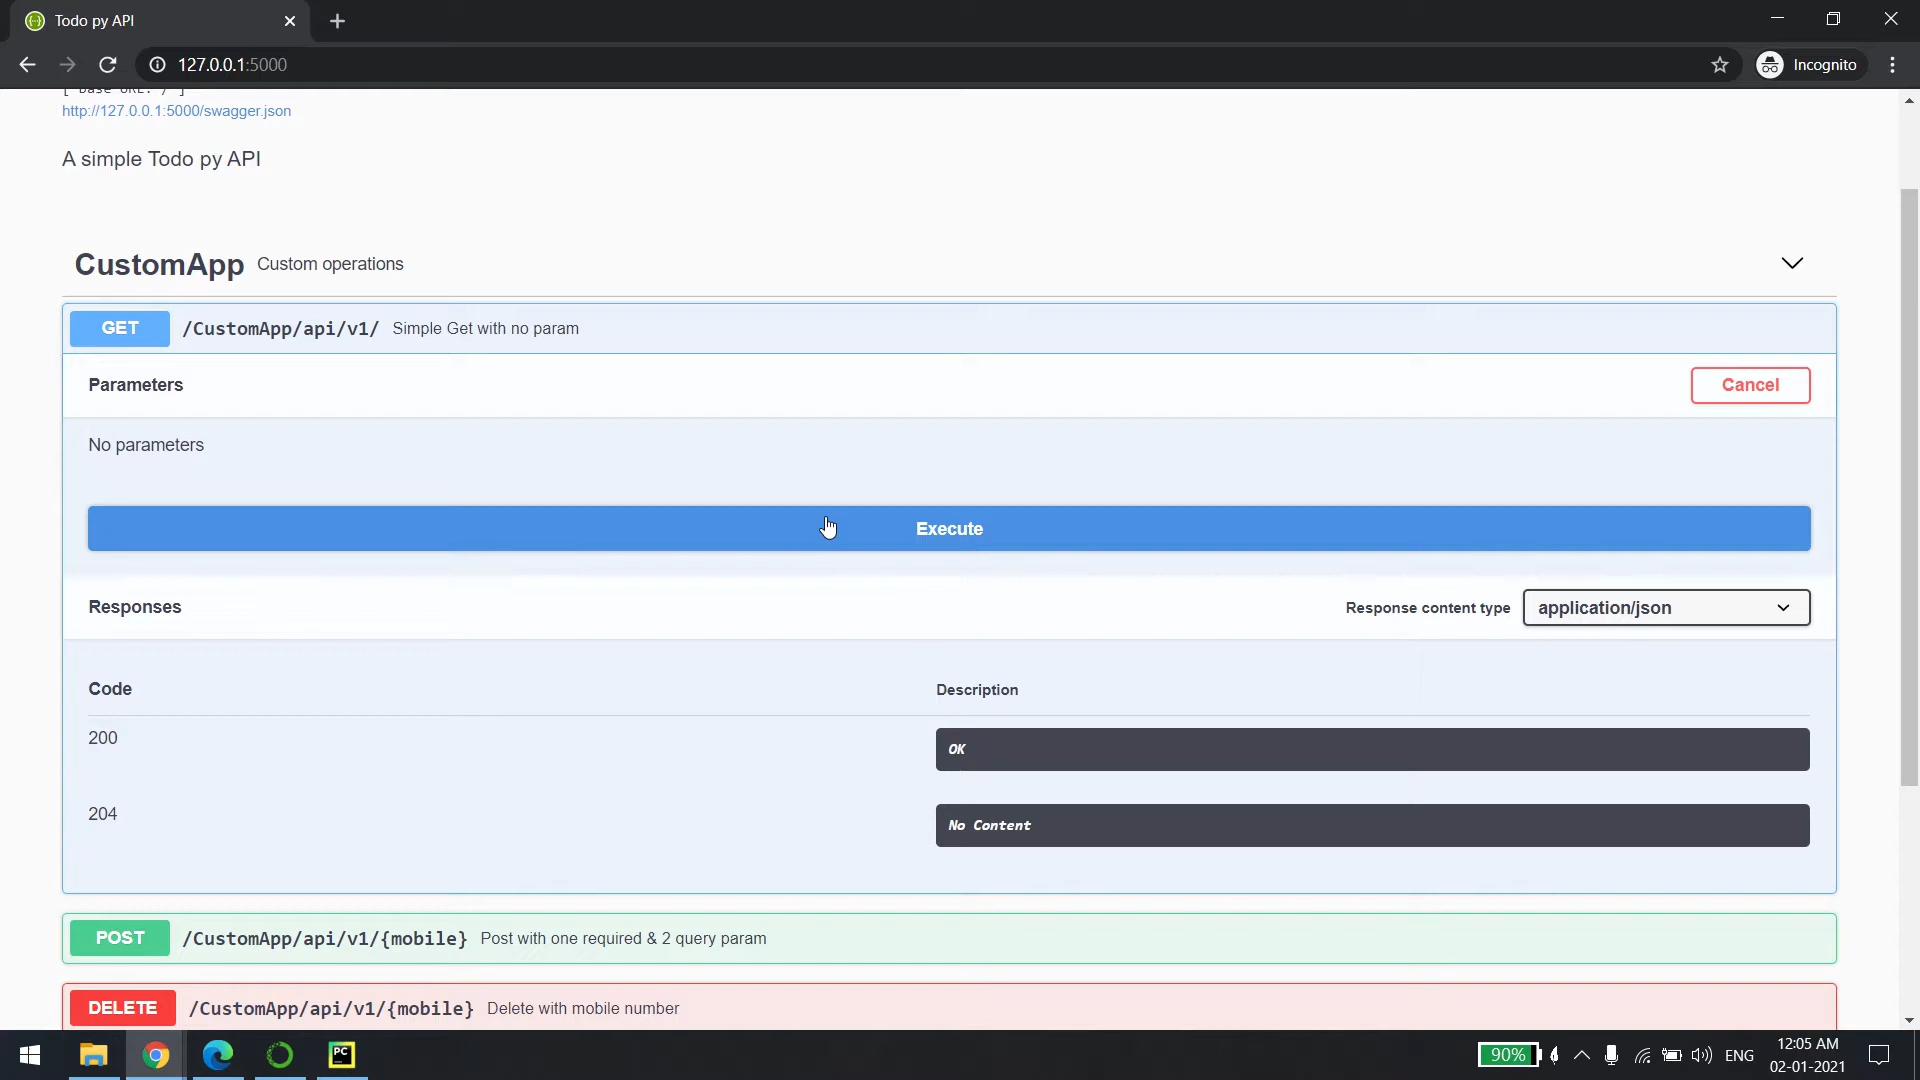 Todo py API
127.0.0.1:5000
Incognito
[ Base URL: / ]
http://127.0.0.1:5000/swagger.json
A simple Todo py API
CustomApp Custom operations
GET /CustomApp/api/v1/ Simple Get with no param
Parameters
Cancel
No parameters
Execute
Responses
Response content type application/json
Code Description
200 OK
204 No Content
POST /CustomApp/api/v1/{mobile} Post with one required & 2 query param
DELETE /CustomApp/api/v1/{mobile} Delete with mobile number
PC
90%
ENG
12:05 AM
02-01-2021